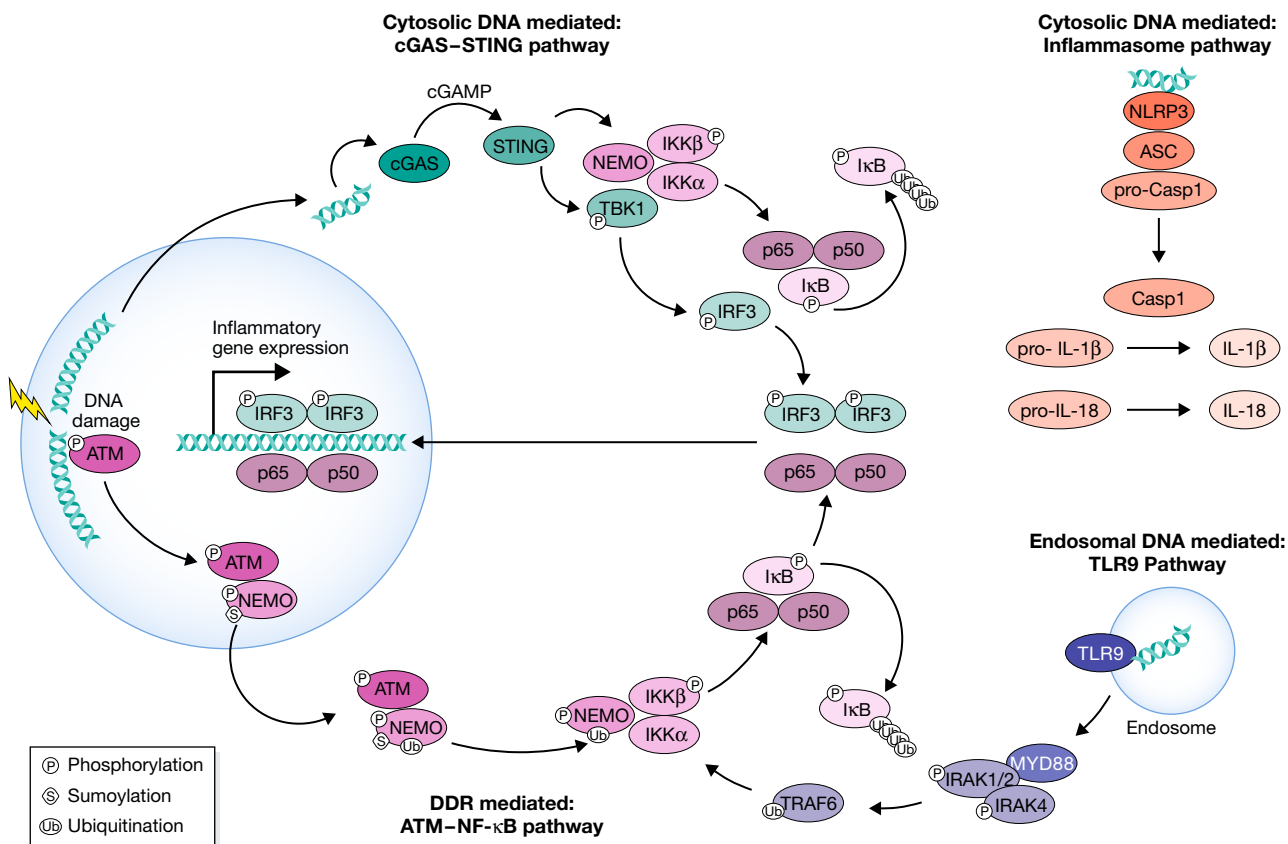 Cytosolic DNA mediated:
cGAS–STING pathway
cGAMP
cGAS
STING
NEMO
IKKβ
P
IKKα
TBK1
P
P
IκB
Ub
Ub
Ub
Ub
p65
p50
IκB
P
IRF3
P
P
IRF3
P
IRF3
p65
p50
Inflammatory
gene expression
P
IRF3
P
IRF3
p65
p50
DNA
damage
P
ATM
P
ATM
P
NEMO
S
P
ATM
P
NEMO
S
Ub
P
NEMO
Ub
IKKβ
P
IKKα
IκB
P
p65
p50
P
IκB
Ub
Ub
Ub
Ub
DDR mediated:
ATM–NF-κB pathway
P Phosphorylation
S Sumoylation
Ub Ubiquitination
Cytosolic DNA mediated:
Inflammasome pathway
NLRP3
ASC
pro-Casp1
Casp1
pro- IL-1β
IL-1β
pro-IL-18
IL-18
Endosomal DNA mediated:
TLR9 Pathway
TLR9
Endosome
MYD88
P
IRAK1/2
P
IRAK4
TRAF6
Ub